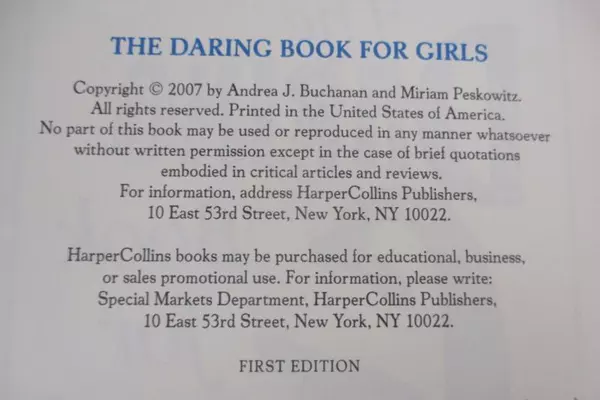 THE DARING BOOK FOR GIRLS
Copyright © 2007 by Andrea J. Buchanan and Miriam Peskowitz.
All rights reserved. Printed in the United States of America.
No part of this book may be used or reproduced in any manner whatsoever
without written permission except in the case of brief quotations
embodied in critical articles and reviews.
For information, address HarperCollins Publishers,
10 East 53rd Street, New York, NY 10022.
HarperCollins books may be purchased for educational, business,
or sales promotional use. For information, please write:
Special Markets Department, HarperCollins Publishers,
10 East 53rd Street, New York, NY 10022.
FIRST EDITION